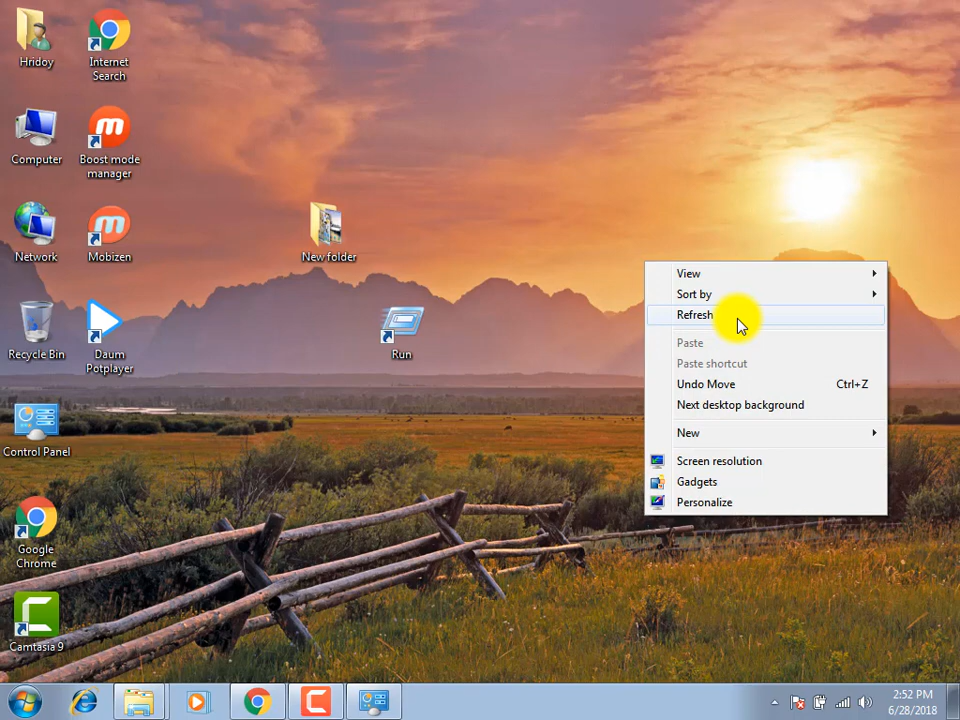 Hridoy
Internet
Search
Computer
Boost mode
manager
Network
Mobizen
New folder
Recycle Bin
Daum
Potplayer
Run
Control Panel
Google
Chrome
Camtasia 9
View
Sort by
Refresh
Paste
Paste shortcut
Undo Move Ctrl+Z
Next desktop background
New
Screen resolution
Gadgets
Personalize
2:52 PM
6/28/2018